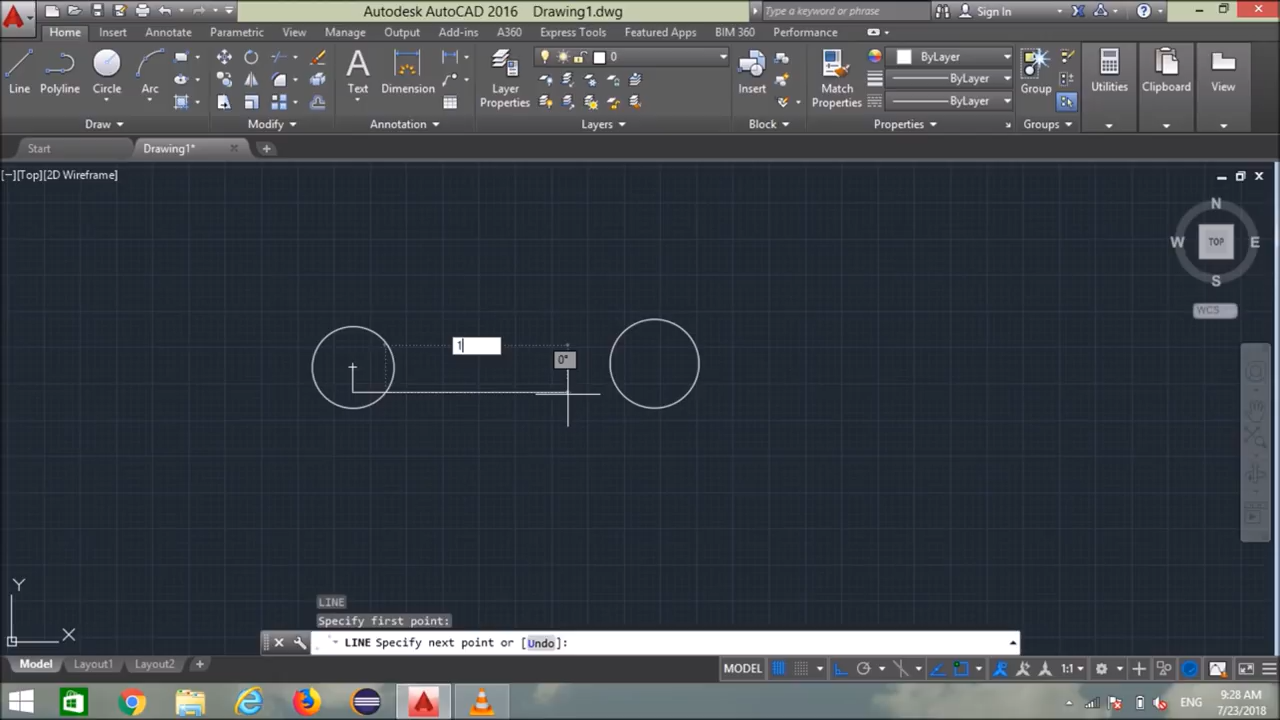 Autodesk AutoCAD 2016 Drawing1.dwg
Type a keyword or phrase
Sign In
Home Insert Annotate Parametric View Manage Output Add-ins A360 Express Tools Featured Apps BIM 360 Performance
Line Polyline Circle Arc
Text Dimension
Layer Properties
0
Insert
Match Properties
ByLayer
ByLayer
ByLayer
Group
Utilities
Clipboard
View
Draw Modify Annotation Layers Block Properties Groups
Start Drawing1*
[−][Top][2D Wireframe]
N
W TOP E
S
WCS
1
0°
Y
X
LINE
Specify first point:
LINE Specify next point or [Undo]:
Model Layout1 Layout2
MODEL
1:1
ENG
9:28 AM
7/23/2018